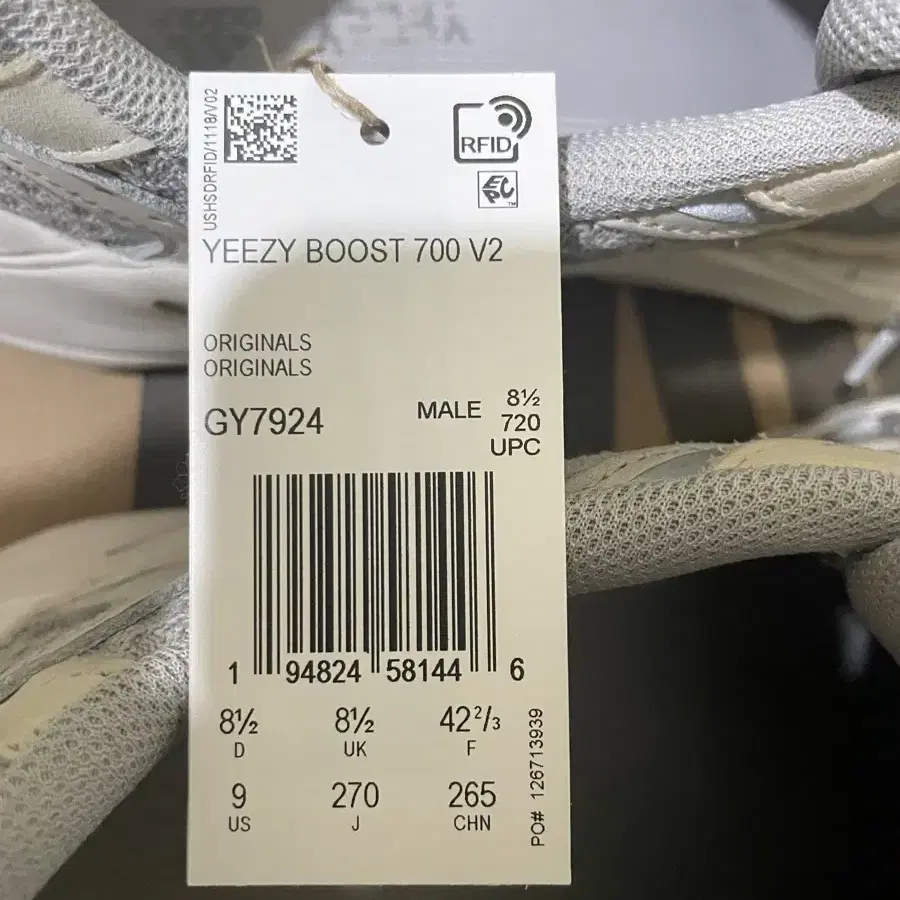 USHSDRFID/1118/V02
RFID
EPC
YEEZY BOOST 700 V2
ORIGINALS
ORIGINALS
GY7924
MALE 8½
720
UPC
1 94824 58144 6
8½ 8½ 42²/₃
D UK F
9 270 265
US J CHN
PO# 126713939